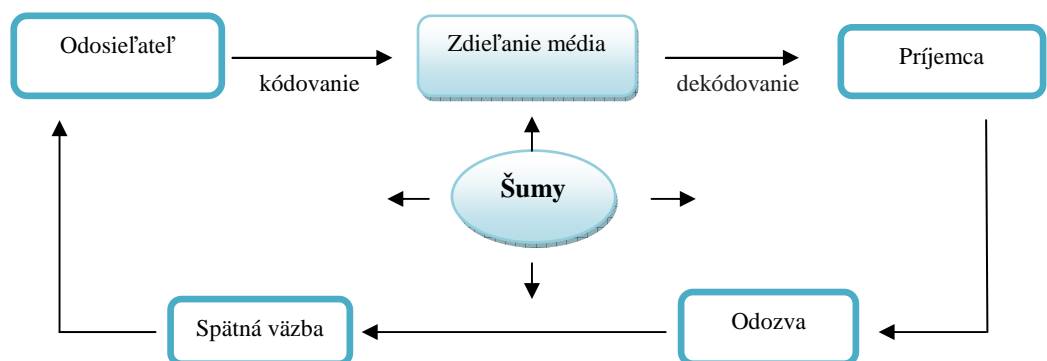 Odosieľateľ
kódovanie
Zdieľanie média
dekódovanie
Príjemca
Šumy
Spätná väzba
Odozva